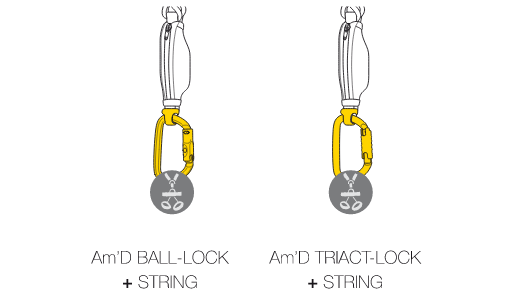 Am'D BALL-LOCK
+ STRING
Am'D TRIACT-LOCK
+ STRING